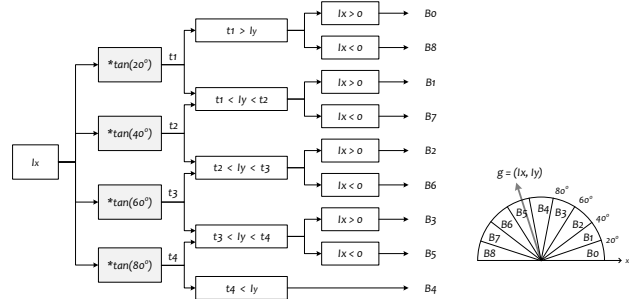 Ix
*tan(20°)
*tan(40°)
*tan(60°)
*tan(80°)
t1
t2
t3
t4
t1 > Iy
t1 < Iy < t2
t2 < Iy < t3
t3 < Iy < t4
t4 < Iy
Ix > 0
Ix < 0
Ix > 0
Ix < 0
Ix > 0
Ix < 0
Ix > 0
Ix < 0
B0
B8
B1
B7
B2
B6
B3
B5
B4
g = (Ix, Iy)
80°
60°
40°
20°
B8
B7
B6
B5
B4
B3
B2
B1
B0
x